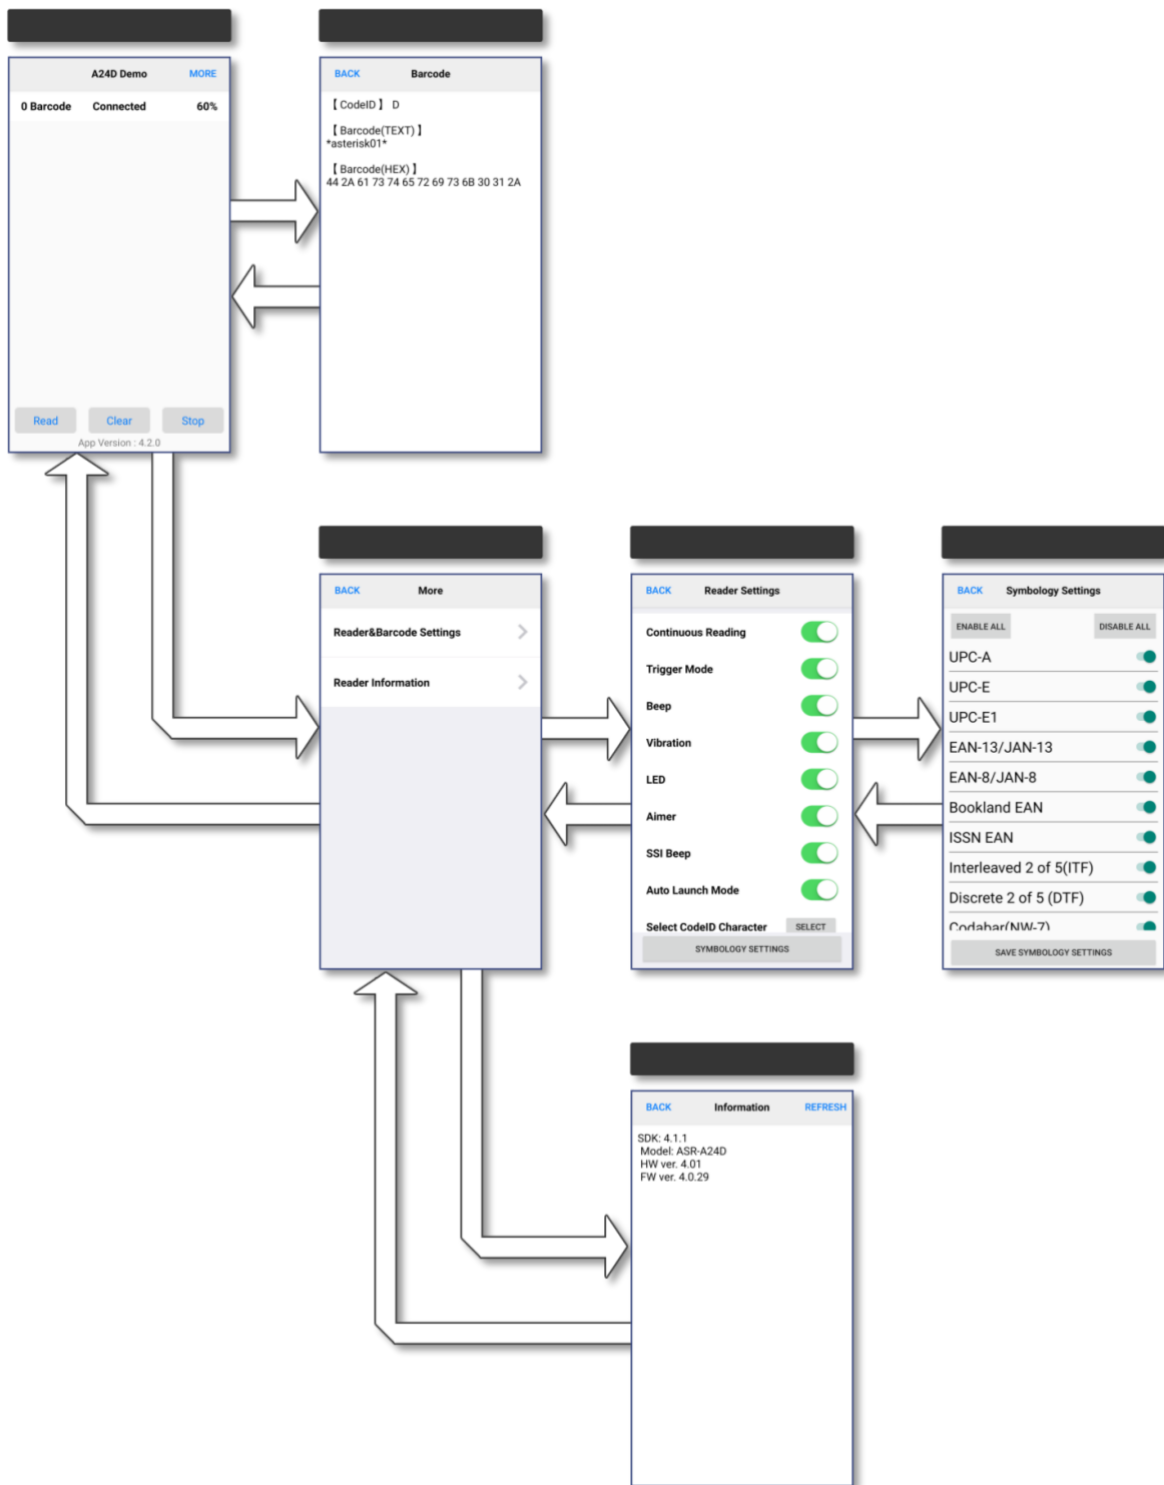 A24D Demo MORE
0 Barcode Connected 60%
Read Clear Stop
App Version : 4.2.0
BACK Barcode
【 CodeID 】 D
【 Barcode(TEXT) 】
*asterisk01*
【 Barcode(HEX) 】
44 2A 61 73 74 65 72 69 73 6B 30 31 2A
BACK More
Reader&Barcode Settings
Reader Information
BACK Reader Settings
Continuous Reading
Trigger Mode
Beep
Vibration
LED
Aimer
SSI Beep
Auto Launch Mode
Select CodeID Character SELECT
SYMBOLOGY SETTINGS
BACK Symbology Settings
ENABLE ALL DISABLE ALL
UPC-A
UPC-E
UPC-E1
EAN-13/JAN-13
EAN-8/JAN-8
Bookland EAN
ISSN EAN
Interleaved 2 of 5(ITF)
Discrete 2 of 5 (DTF)
Codabar(NW-7)
SAVE SYMBOLOGY SETTINGS
BACK Information REFRESH
SDK: 4.1.1
Model: ASR-A24D
HW ver. 4.01
FW ver. 4.0.29